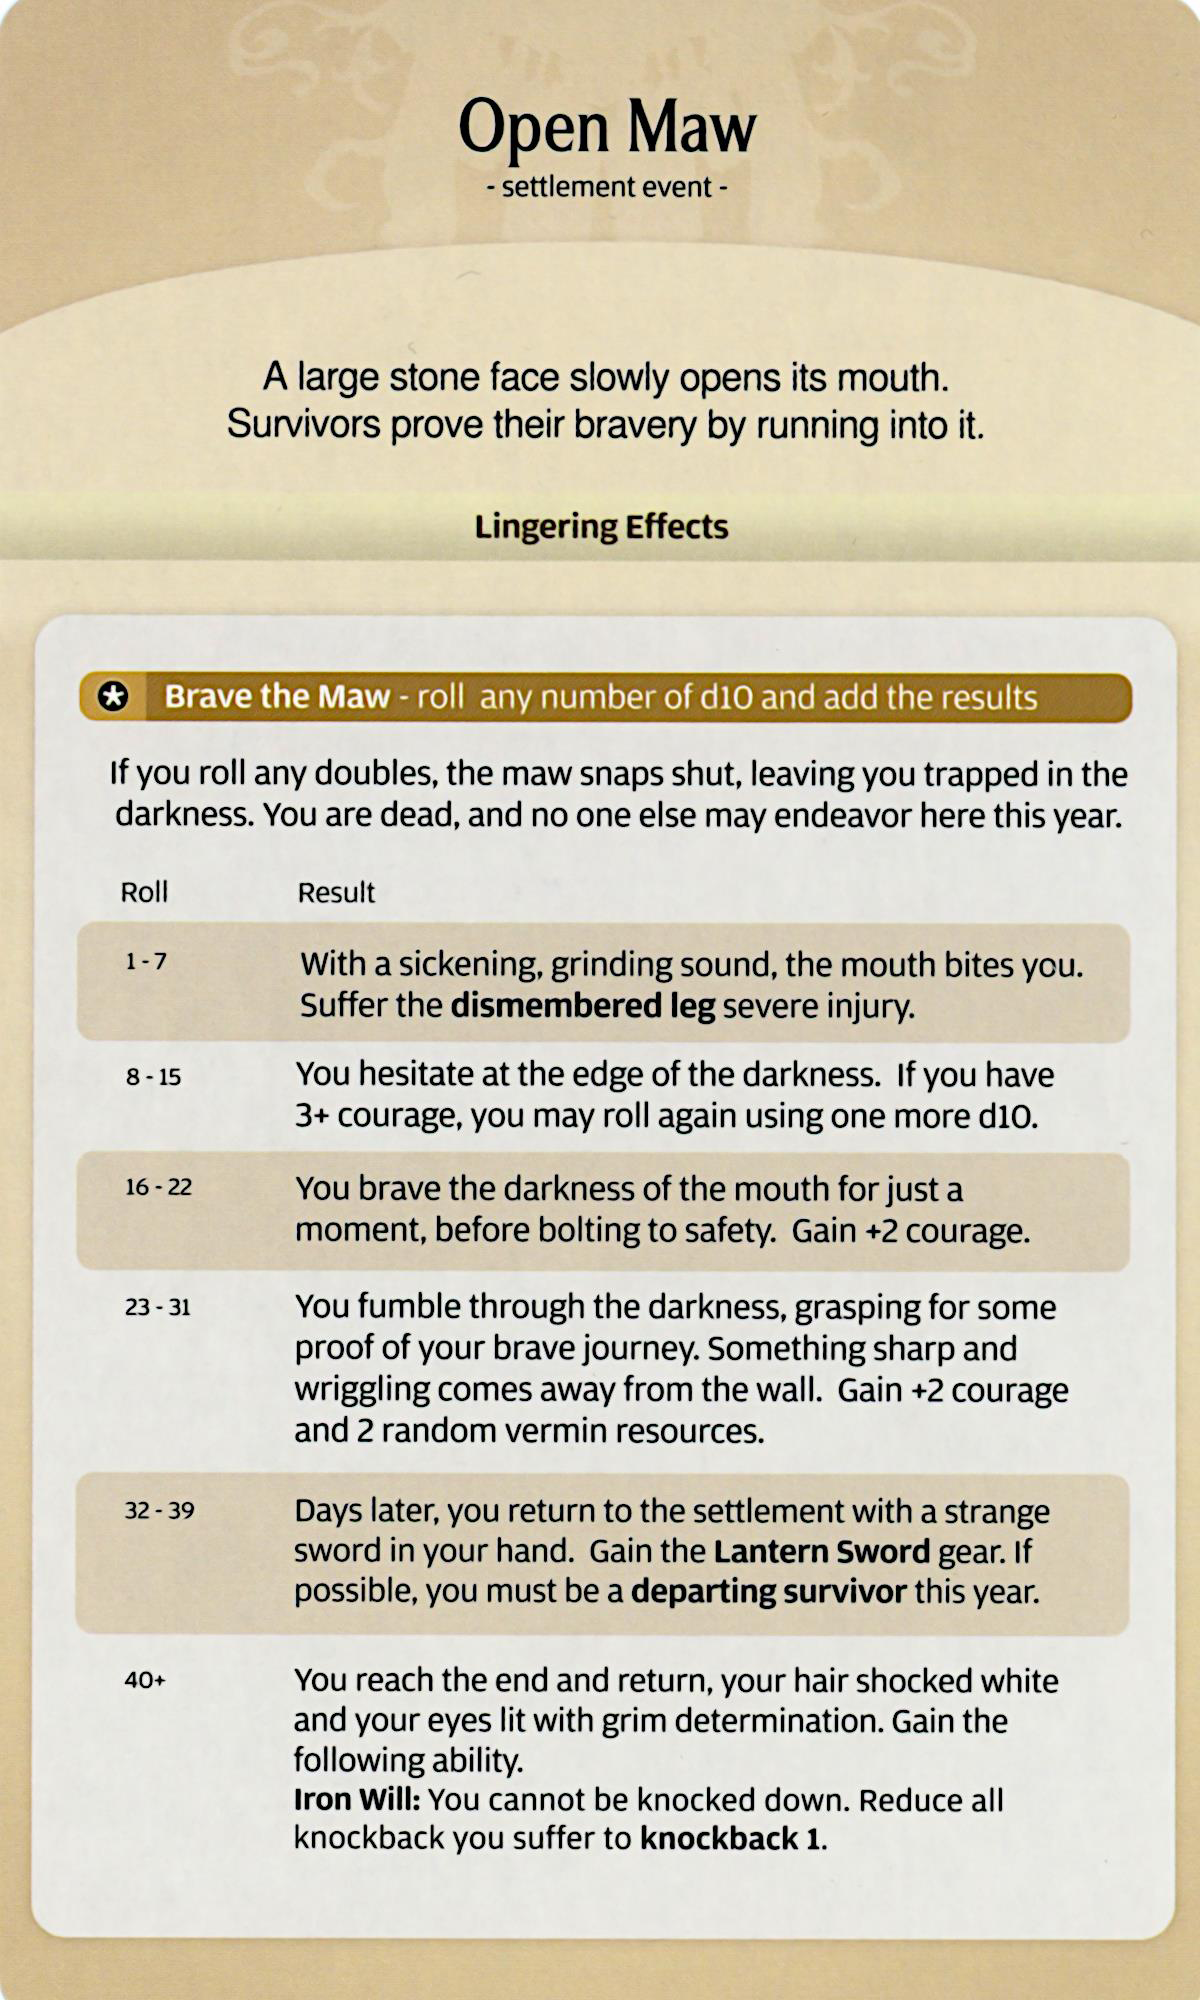 Open Maw
- settlement event -
A large stone face slowly opens its mouth.
Survivors prove their bravery by running into it.
Lingering Effects
Brave the Maw - roll any number of d10 and add the results
If you roll any doubles, the maw snaps shut, leaving you trapped in the
darkness. You are dead, and no one else may endeavor here this year.
Roll Result
1 - 7 With a sickening, grinding sound, the mouth bites you.
Suffer the dismembered leg severe injury.
8 - 15 You hesitate at the edge of the darkness. If you have
3+ courage, you may roll again using one more d10.
16 - 22 You brave the darkness of the mouth for just a
moment, before bolting to safety. Gain +2 courage.
23 - 31 You fumble through the darkness, grasping for some
proof of your brave journey. Something sharp and
wriggling comes away from the wall. Gain +2 courage
and 2 random vermin resources.
32 - 39 Days later, you return to the settlement with a strange
sword in your hand. Gain the Lantern Sword gear. If
possible, you must be a departing survivor this year.
40+ You reach the end and return, your hair shocked white
and your eyes lit with grim determination. Gain the
following ability.
Iron Will: You cannot be knocked down. Reduce all
knockback you suffer to knockback 1.